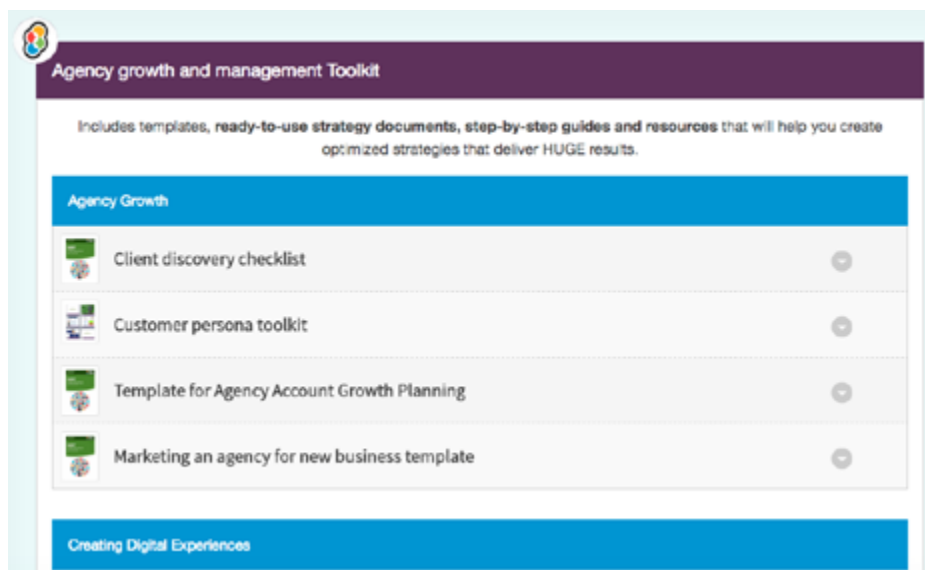 Agency growth and management Toolkit
Includes templates, ready-to-use strategy documents, step-by-step guides and resources that will help you create
optimized strategies that deliver HUGE results.
Agency Growth
Client discovery checklist
Customer persona toolkit
Template for Agency Account Growth Planning
Marketing an agency for new business template
Creating Digital Experiences